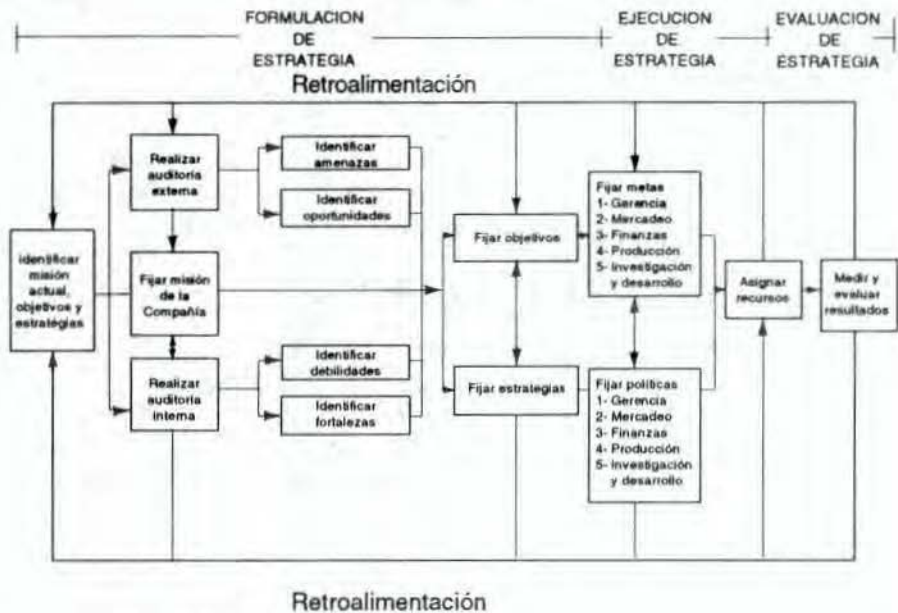 FORMULACION
DE
ESTRATEGIA
EJECUCION
DE
ESTRATEGIA
EVALUACION
DE
ESTRATEGIA
Retroalimentación
Identificar
misión
actual,
objetivos y
estratégias
Realizar
auditoría
externa
Fijar misión
de la
Compañía
Realizar
auditoría
interna
Identificar
amenazas
Identificar
oportunidades
Identificar
debilidades
Identificar
fortalezas
Fijar objetivos
Fijar estrategias
Fijar metas
1- Gerencia
2- Mercadeo
3- Finanzas
4- Producción
5- Investigación
y desarrollo
Fijar políticas
1- Gerencia
2- Mercadeo
3- Finanzas
4- Producción
5- Investigación
y desarrollo
Asignar
recursos
Medir y
evaluar
resultados
Retroalimentación